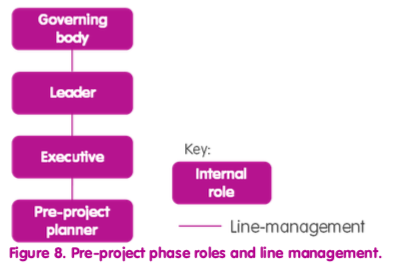 Governing
body
Leader
Executive
Pre-project
planner
Key:
Internal
role
Line-management
Figure 8. Pre-project phase roles and line management.